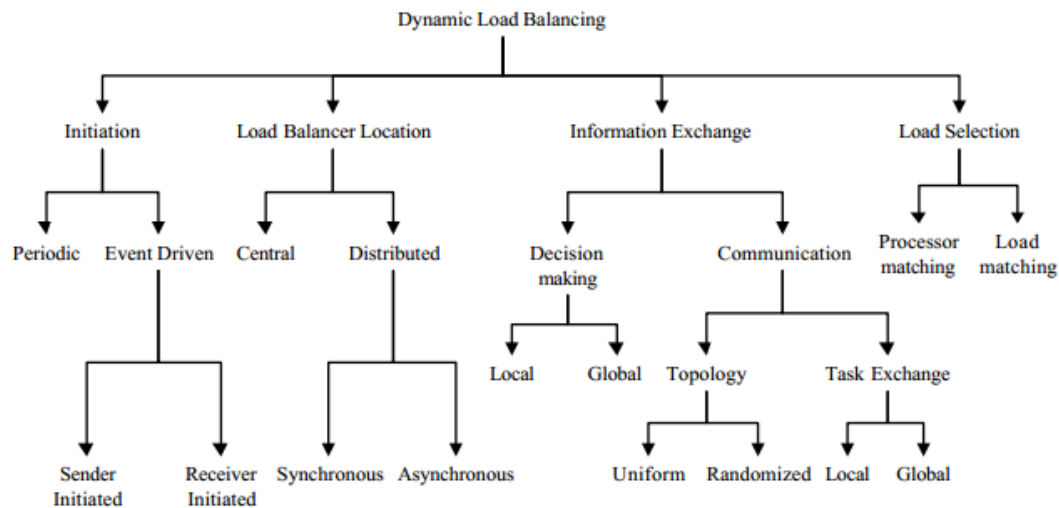 Dynamic Load Balancing
Initiation
Load Balancer Location
Information Exchange
Load Selection
Periodic
Event Driven
Central
Distributed
Decision
making
Communication
Processor
matching
Load
matching
Local
Global
Topology
Task Exchange
Sender
Initiated
Receiver
Initiated
Synchronous
Asynchronous
Uniform
Randomized
Local
Global